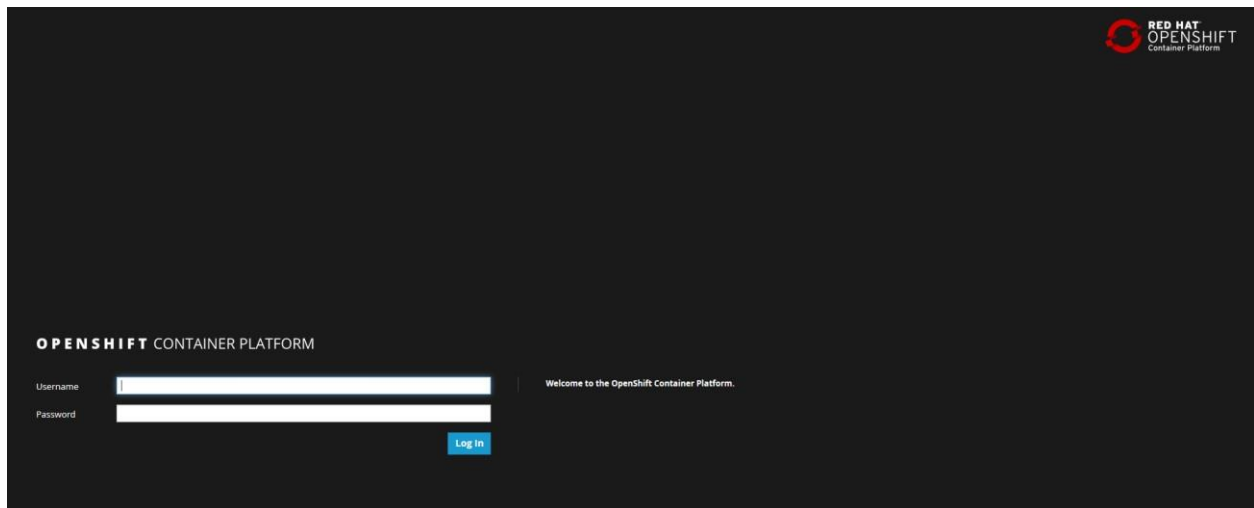 RED HAT
OPENSHIFT
Container Platform
OPENSHIFT CONTAINER PLATFORM
Username
Welcome to the OpenShift Container Platform.
Password
Log In